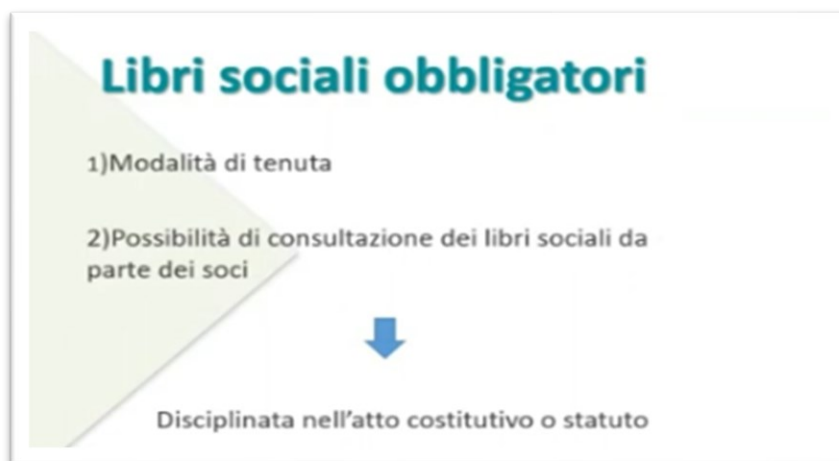 Libri sociali obbligatori
1)Modalità di tenuta
2)Possibilità di consultazione dei libri sociali da
parte dei soci
Disciplinata nell'atto costitutivo o statuto